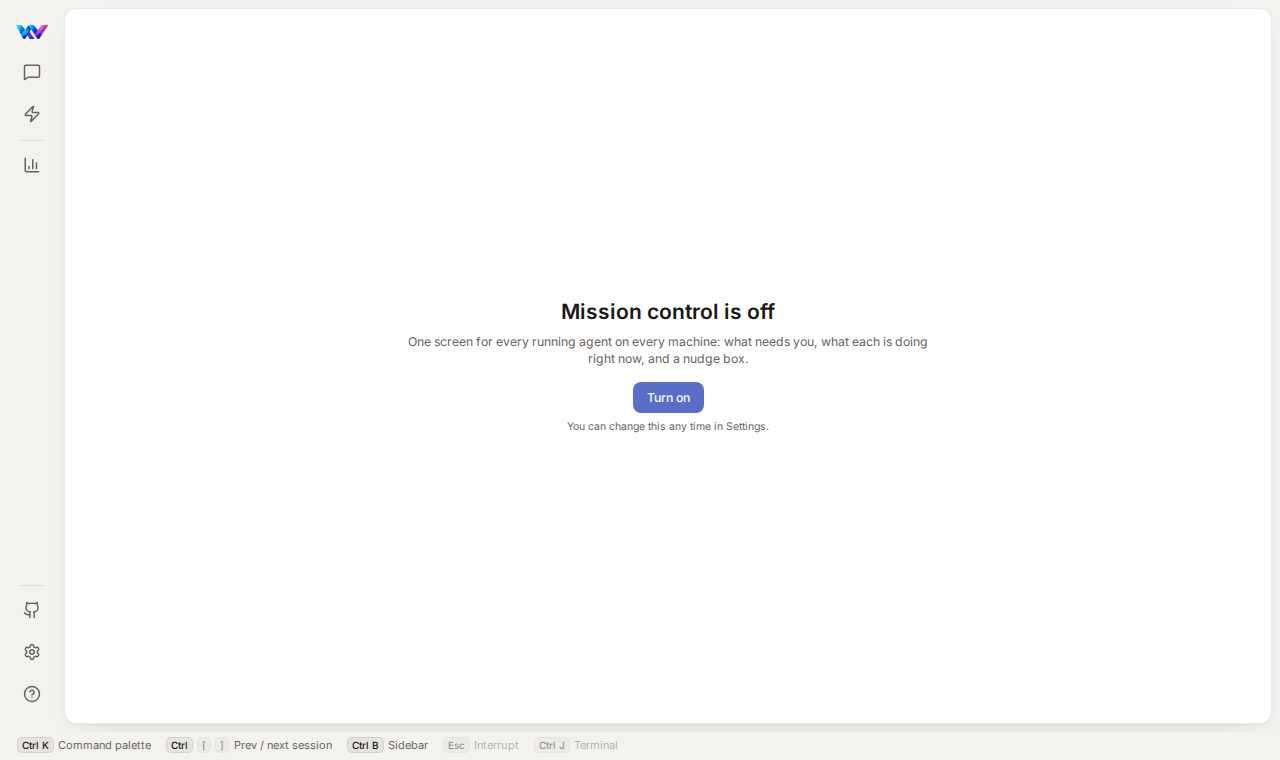 Mission control is off
One screen for every running agent on every machine: what needs you, what each is doing
right now, and a nudge box.
Turn on
You can change this any time in Settings.
Ctrl K Command palette Ctrl [ ] Prev / next session Ctrl B Sidebar Esc Interrupt Ctrl J Terminal